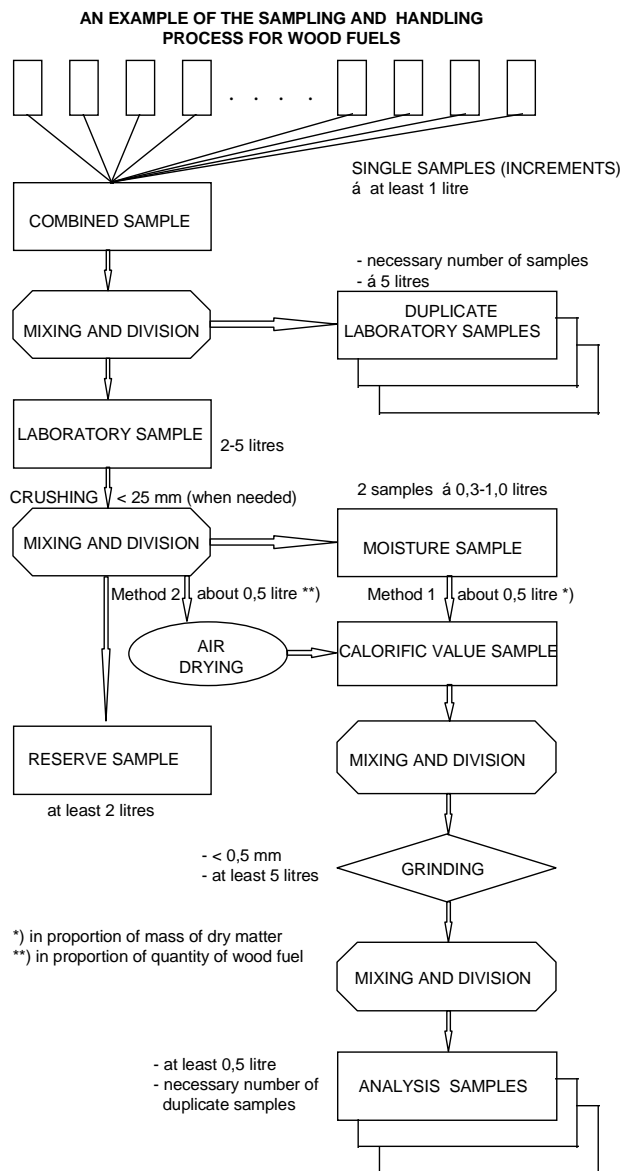 AN EXAMPLE OF THE SAMPLING AND HANDLING
PROCESS FOR WOOD FUELS
. . . .
SINGLE SAMPLES (INCREMENTS)
á at least 1 litre
COMBINED SAMPLE
- necessary number of samples
- á 5 litres
MIXING AND DIVISION
DUPLICATE
LABORATORY SAMPLES
LABORATORY SAMPLE
2-5 litres
CRUSHING < 25 mm (when needed)
2 samples á 0,3-1,0 litres
MIXING AND DIVISION
MOISTURE SAMPLE
Method 2 about 0,5 litre **)
Method 1 about 0,5 litre *)
AIR
DRYING
CALORIFIC VALUE SAMPLE
RESERVE SAMPLE
at least 2 litres
MIXING AND DIVISION
- < 0,5 mm
- at least 5 litres
GRINDING
*) in proportion of mass of dry matter
**) in proportion of quantity of wood fuel
MIXING AND DIVISION
- at least 0,5 litre
- necessary number of
duplicate samples
ANALYSIS SAMPLES